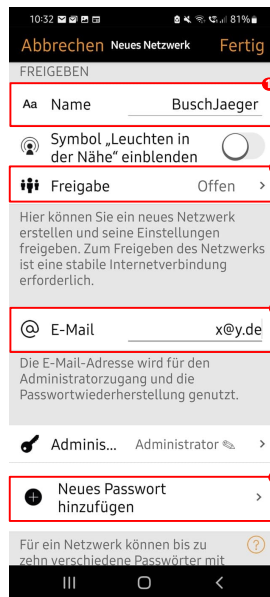 10:32 81%
Abbrechen Neues Netzwerk Fertig
FREIGEBEN
1
Aa Name BuschJaeger
Symbol „Leuchten in
der Nähe“ einblenden
Freigabe Offen >
Hier können Sie ein neues Netzwerk
erstellen und seine Einstellungen
freigeben. Zum Freigeben des Netzwerks
ist eine stabile Internetverbindung
erforderlich.
@ E-Mail x@y.de
Die E-Mail-Adresse wird für den
Administratorzugang und die
Passwortwiederherstellung genutzt.
Adminis... Administrator >
Neues Passwort
hinzufügen >
Für ein Netzwerk können bis zu ?
zehn verschiedene Passwörter mit